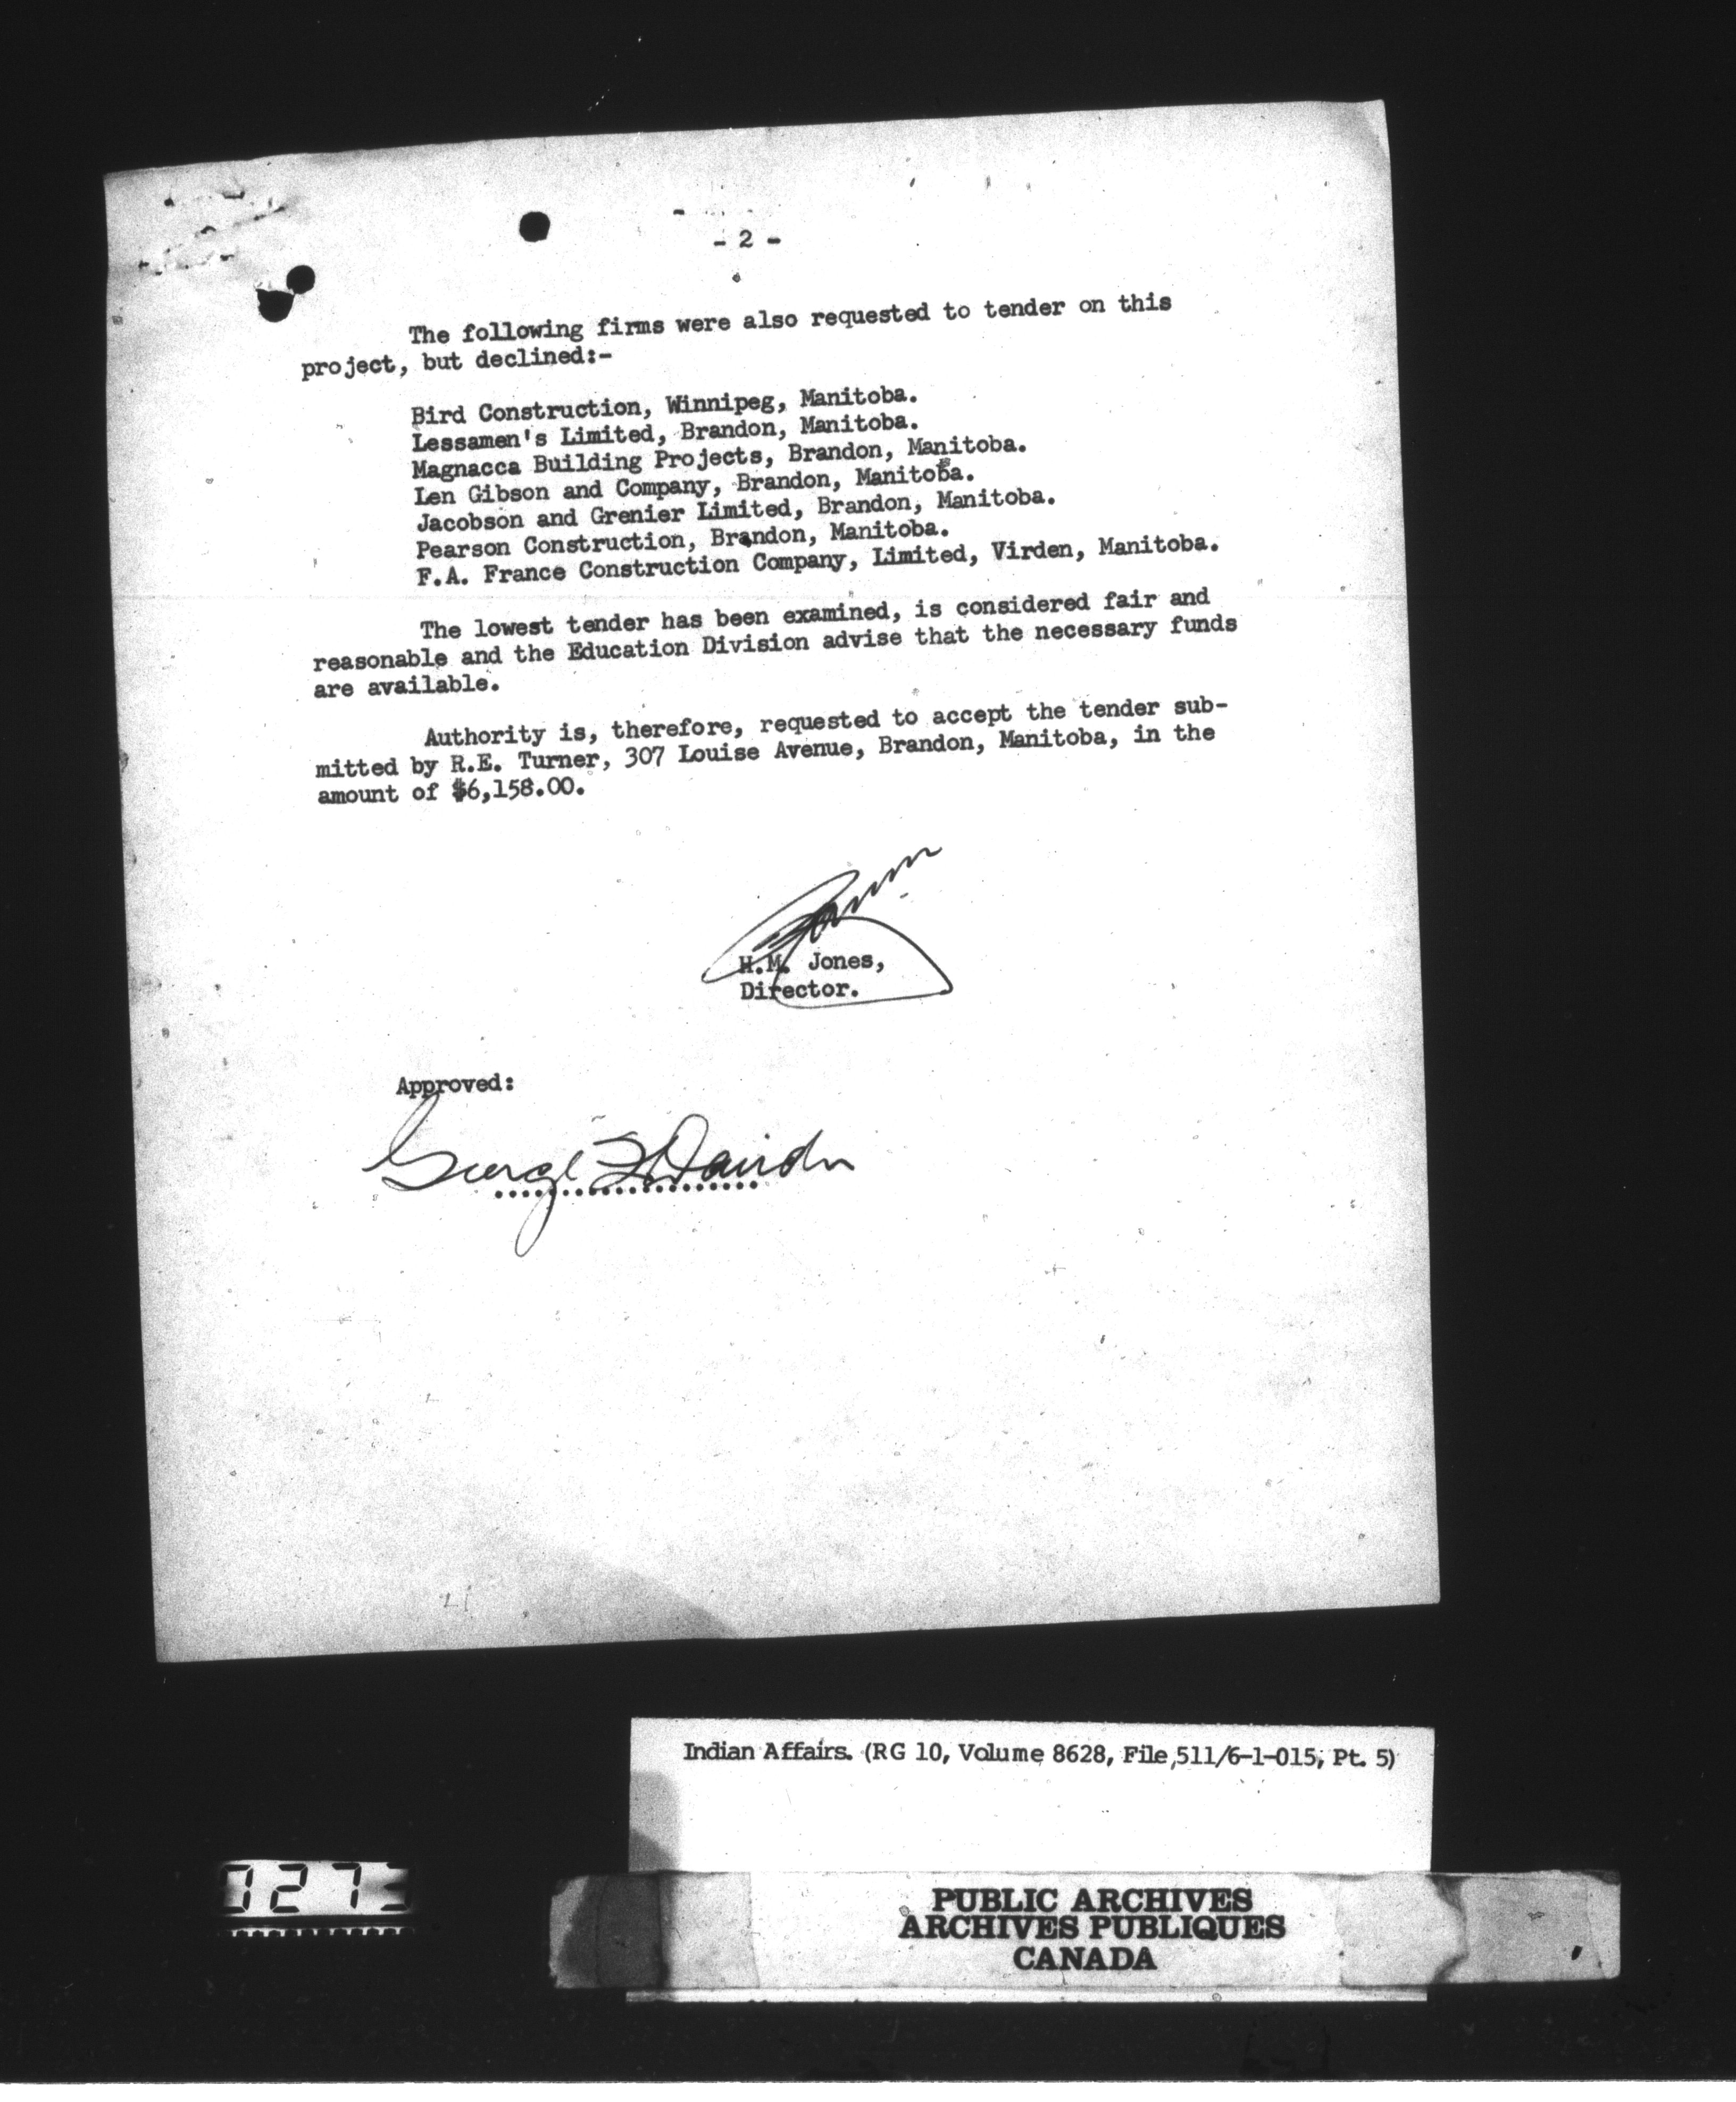 - 2 -
The following firms were also requested to tender on this
project, but declined:-
Bird Construction, Winnipeg, Manitoba.
Lessamen's Limited, Brandon, Manitoba.
Magnacca Building Projects, Brandon, Manitoba.
Len Gibson and Company, Brandon, Manitoba.
Jacobson and Grenier Limited, Brandon, Manitoba.
Pearson Construction, Brandon, Manitoba.
F.A. France Construction Company, Limited, Virden, Manitoba.
The lowest tender has been examined, is considered fair and
reasonable and the Education Division advise that the necessary funds
are available.
Authority is, therefore, requested to accept the tender sub-
mitted by R.E. Turner, 307 Louise Avenue, Brandon, Manitoba, in the
amount of $6,158.00.
H.M. Jones,
Director.
Approved:
George F Davidson
Indian Affairs. (RG 10, Volume 8628, File 511/6-1-015, Pt. 5)
0273
PUBLIC ARCHIVES
ARCHIVES PUBLIQUES
CANADA